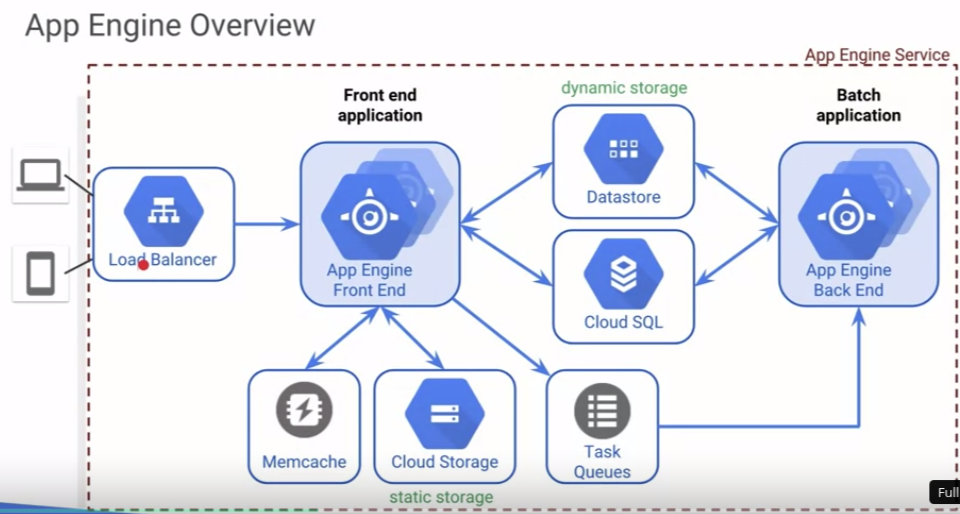 App Engine Overview
App Engine Service
Front end
application
dynamic storage
Batch
application
Datastore
Load Balancer
App Engine
Front End
App Engine
Back End
Cloud SQL
Memcache
Cloud Storage
Task
Queues
static storage
Full